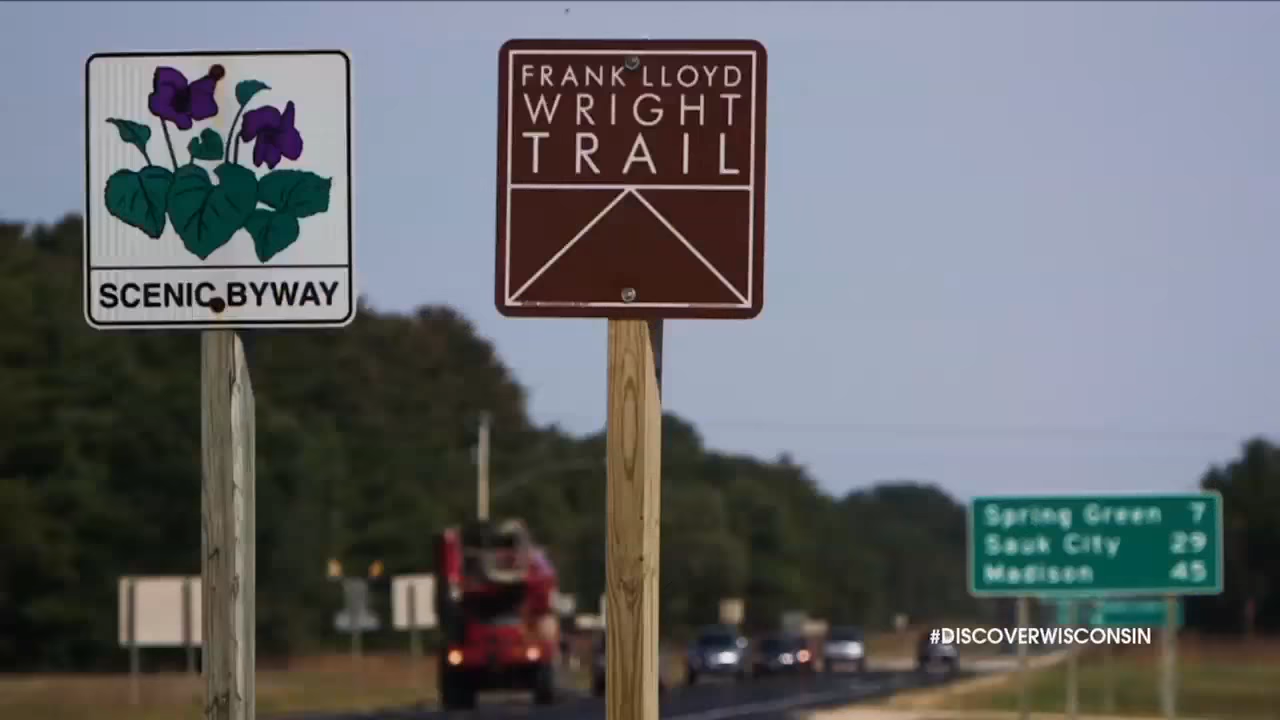 SCENIC BYWAY
FRANK LLOYD
WRIGHT
TRAIL
Spring Green 7
Sauk City 29
Madison 45
#DISCOVERWISCONSIN